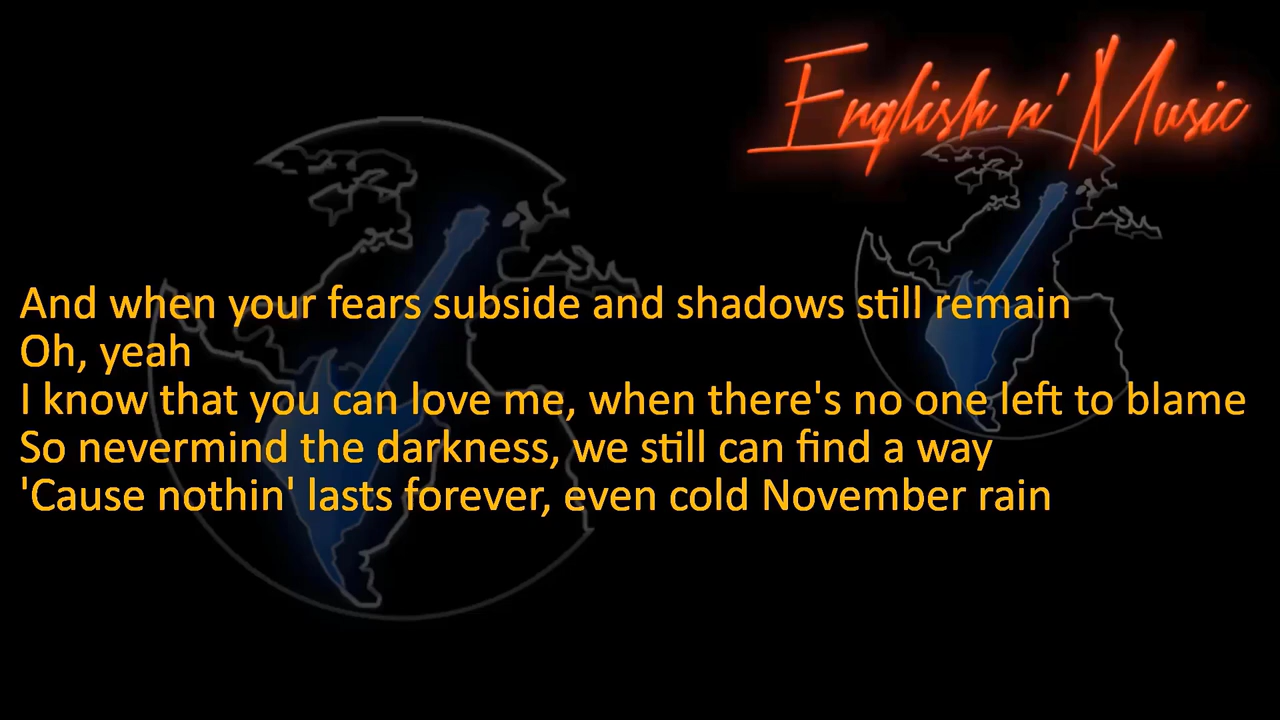 English n' Music
And when your fears subside and shadows still remain
Oh, yeah
I know that you can love me, when there's no one left to blame
So nevermind the darkness, we still can find a way
'Cause nothin' lasts forever, even cold November rain